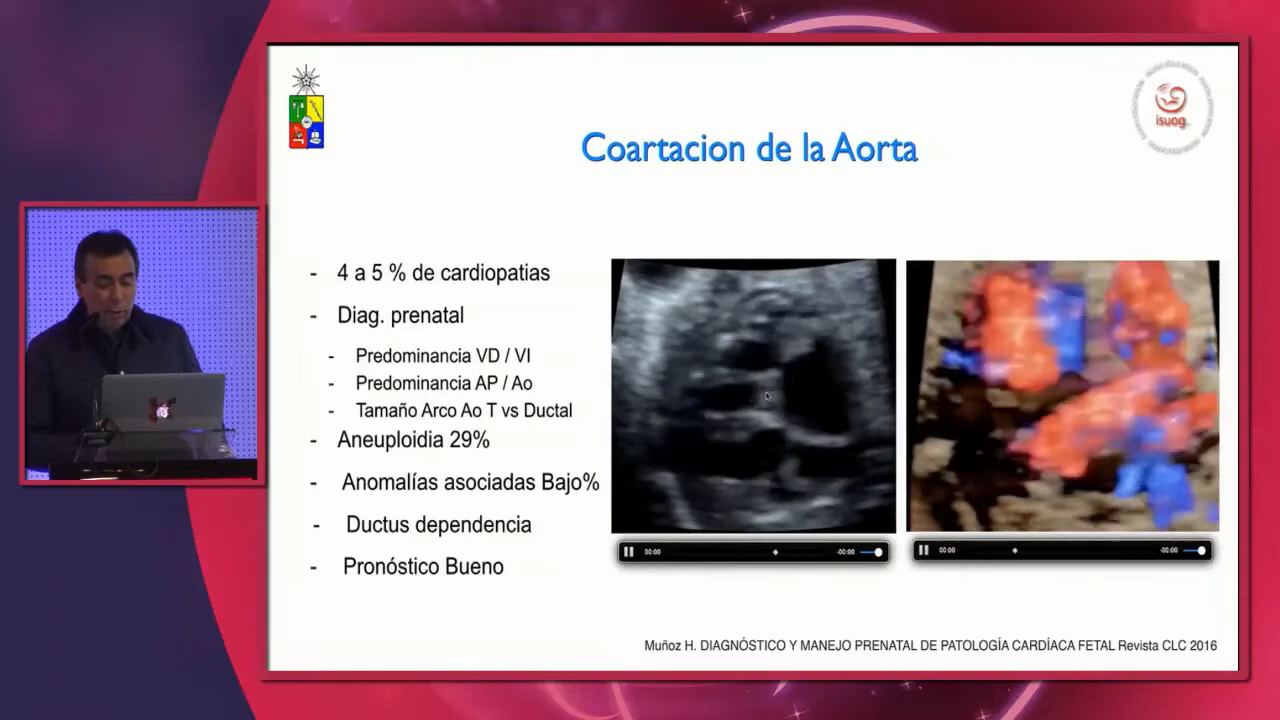 isuog
Coartacion de la Aorta
- 4 a 5 % de cardiopatias
- Diag. prenatal
- Predominancia VD / VI
- Predominancia AP / Ao
- Tamaño Arco Ao T vs Ductal
- Aneuploidia 29%
- Anomalías asociadas Bajo%
- Ductus dependencia
- Pronóstico Bueno
00:00 -00:00
00:00 -00:00
Muñoz H. DIAGNÓSTICO Y MANEJO PRENATAL DE PATOLOGÍA CARDÍACA FETAL Revista CLC 2016